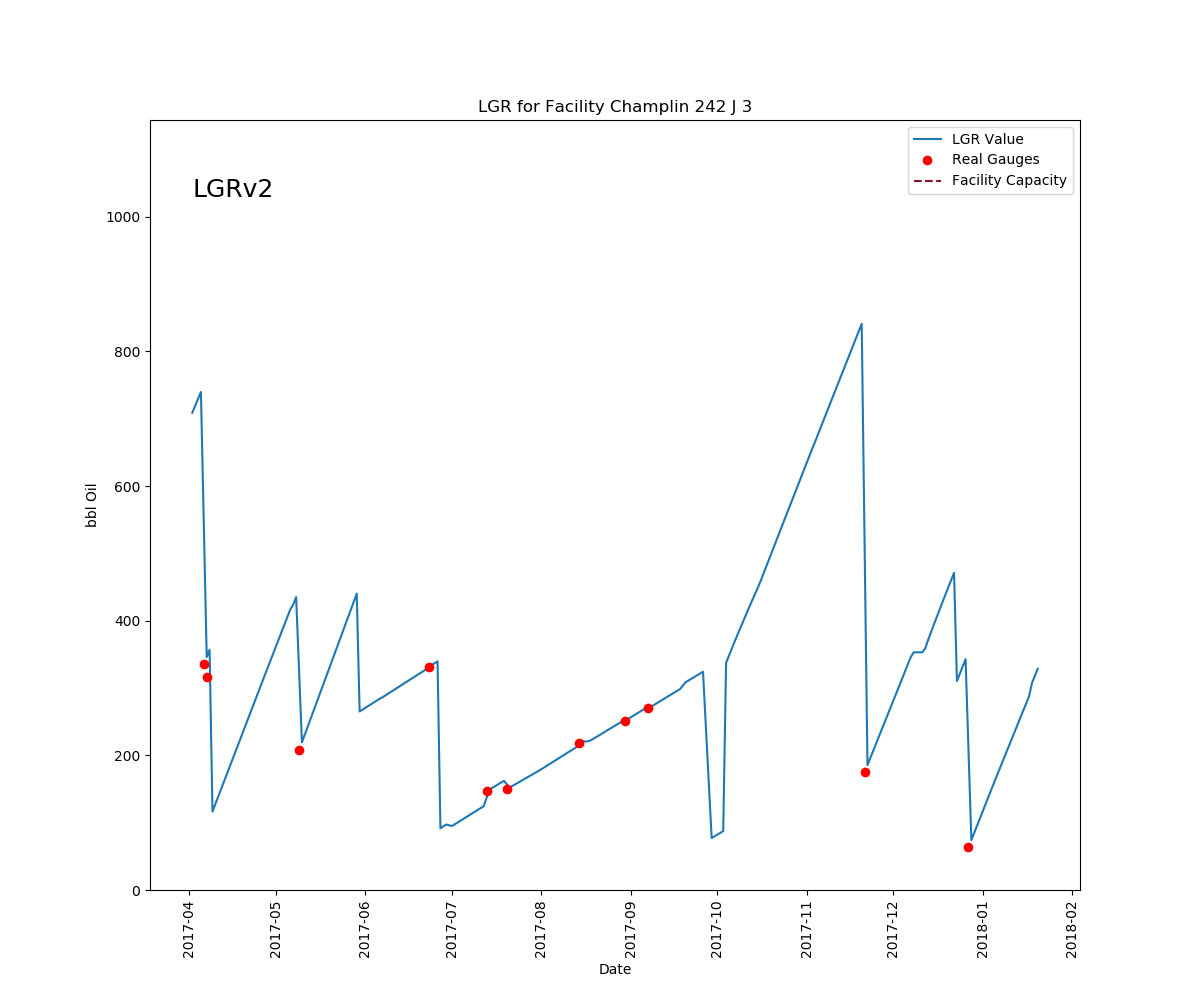 LGR for Facility Champlin 242 J 3
LGRv2
LGR Value
Real Gauges
Facility Capacity
bbl Oil
1000
800
600
400
200
0
2017-04
2017-05
2017-06
2017-07
2017-08
2017-09
2017-10
2017-11
2017-12
2018-01
2018-02
Date